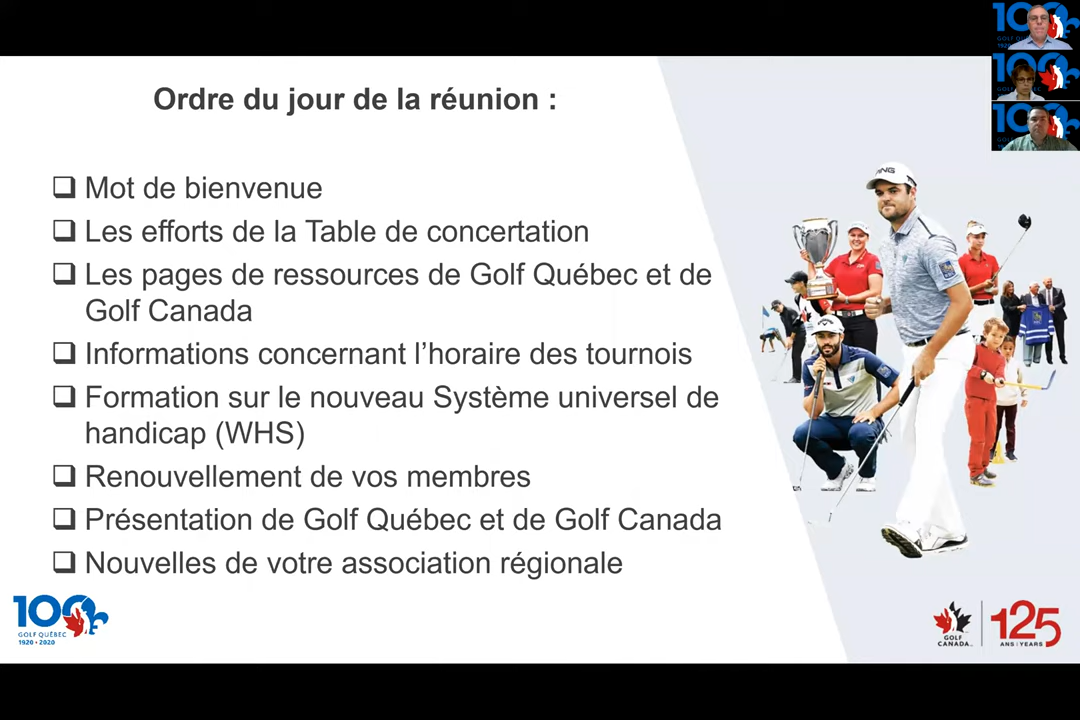 Ordre du jour de la réunion :
❑ Mot de bienvenue
❑ Les efforts de la Table de concertation
❑ Les pages de ressources de Golf Québec et de
Golf Canada
❑ Informations concernant l’horaire des tournois
❑ Formation sur le nouveau Système universel de
handicap (WHS)
❑ Renouvellement de vos membres
❑ Présentation de Golf Québec et de Golf Canada
❑ Nouvelles de votre association régionale
100
GOLF QUÉBEC
1920 • 2020
GOLF
CANADA
125
ANS | YEARS
PING
RBC